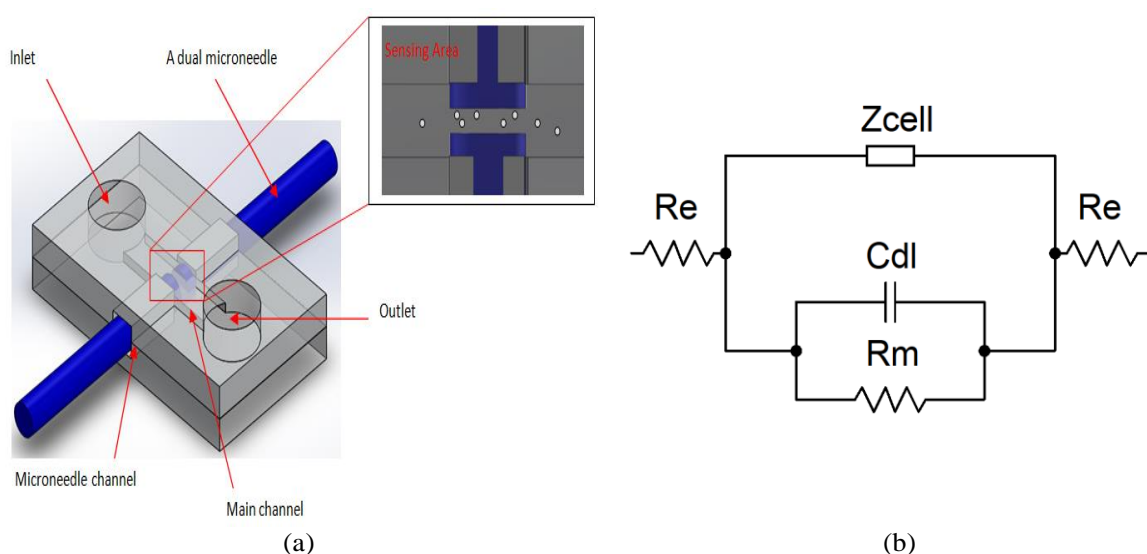 Inlet
A dual microneedle
Sensing Area
Outlet
Microneedle channel
Main channel
(a)
Zcell
Re
Re
Cdl
Rm
(b)